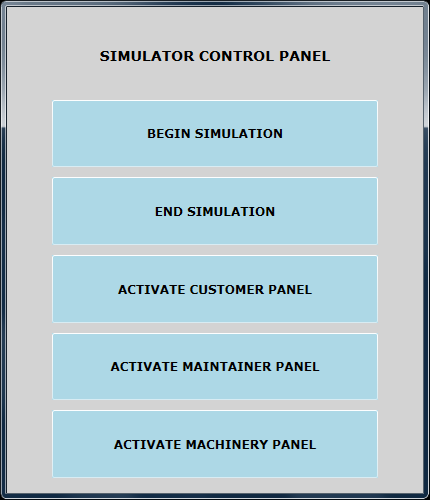 SIMULATOR CONTROL PANEL
BEGIN SIMULATION
END SIMULATION
ACTIVATE CUSTOMER PANEL
ACTIVATE MAINTAINER PANEL
ACTIVATE MACHINERY PANEL